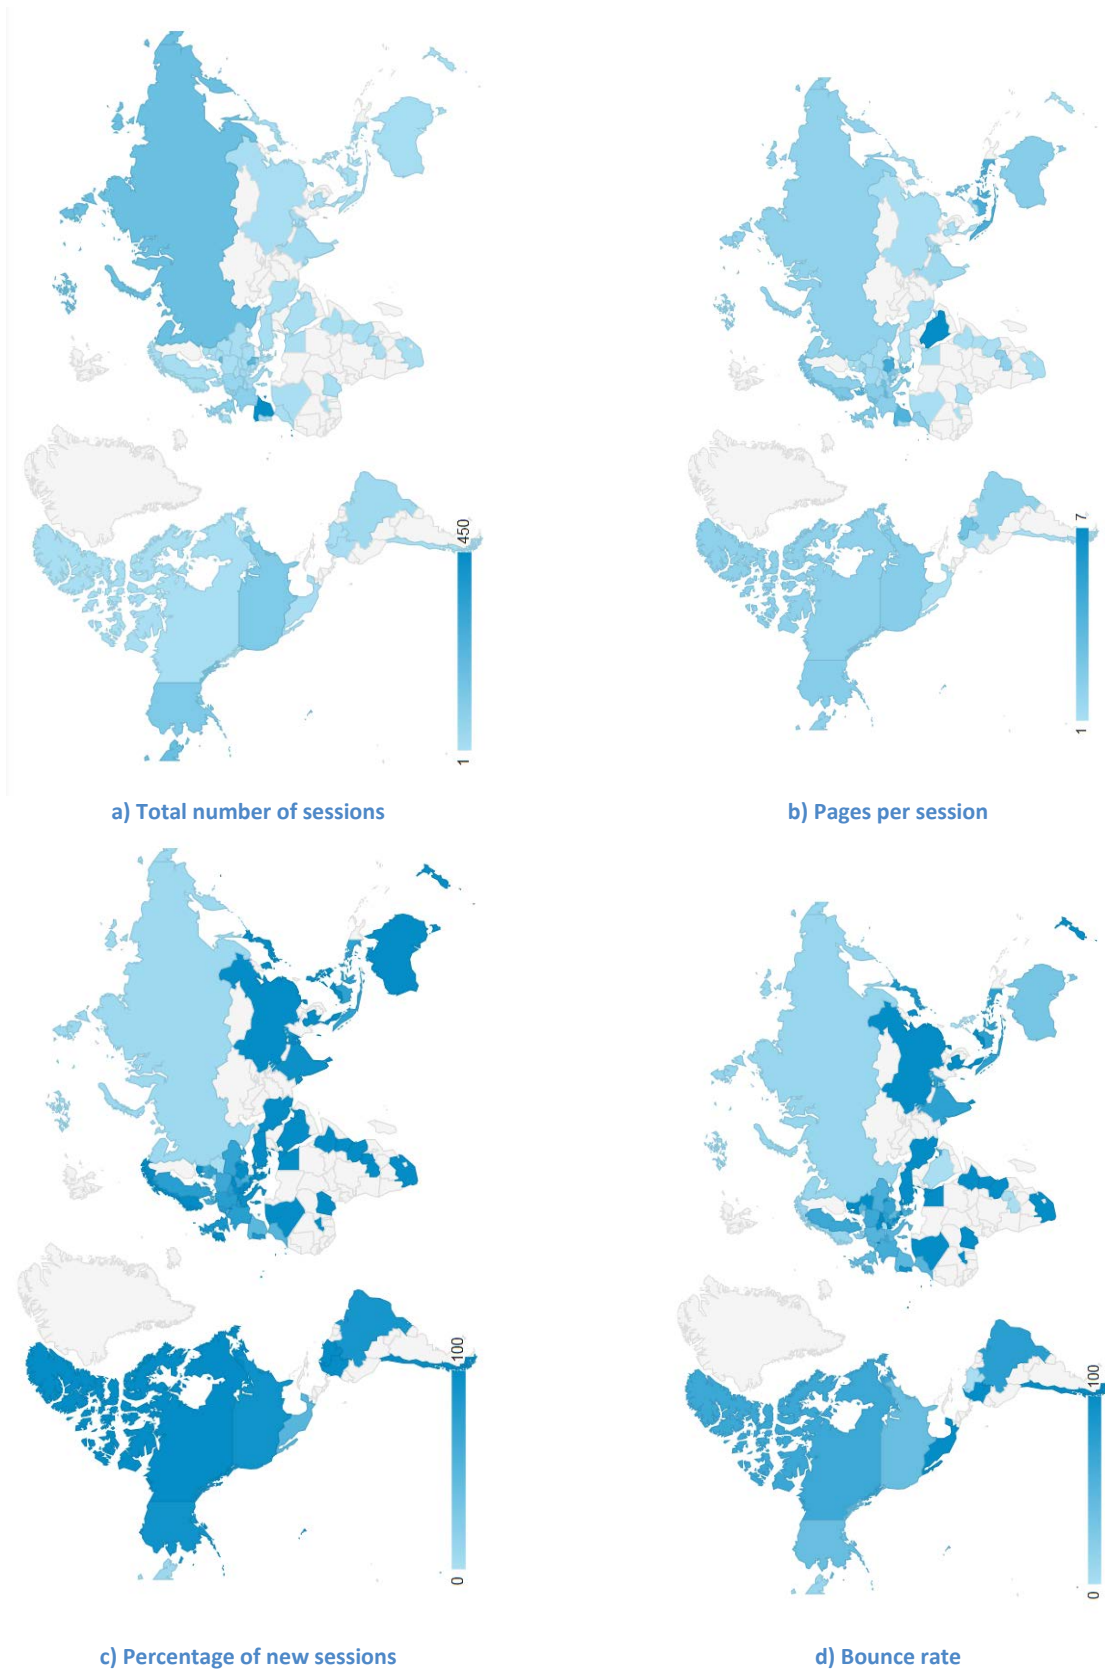 450
1
7
1
a) Total number of sessions
b) Pages per session
100
0
100
0
c) Percentage of new sessions
d) Bounce rate